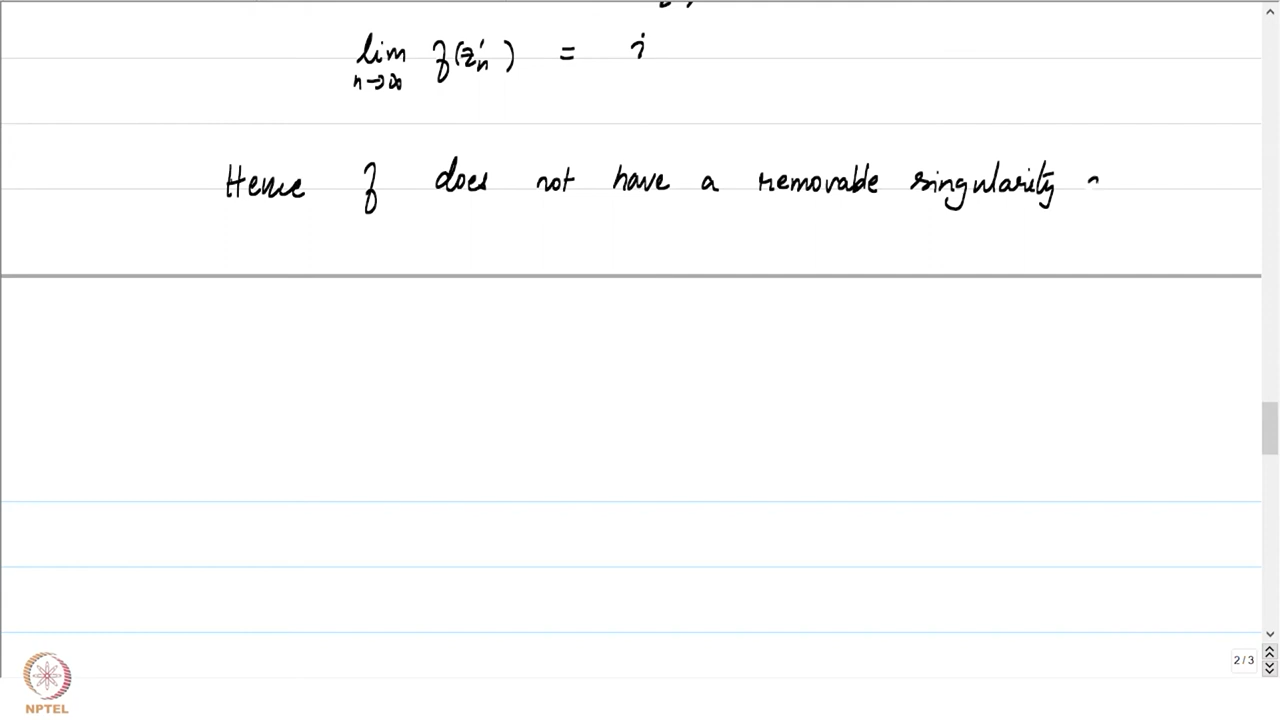 lim f(z'n) = i
n→∞
Hence f does not have a removable singularity
2 / 3
NPTEL